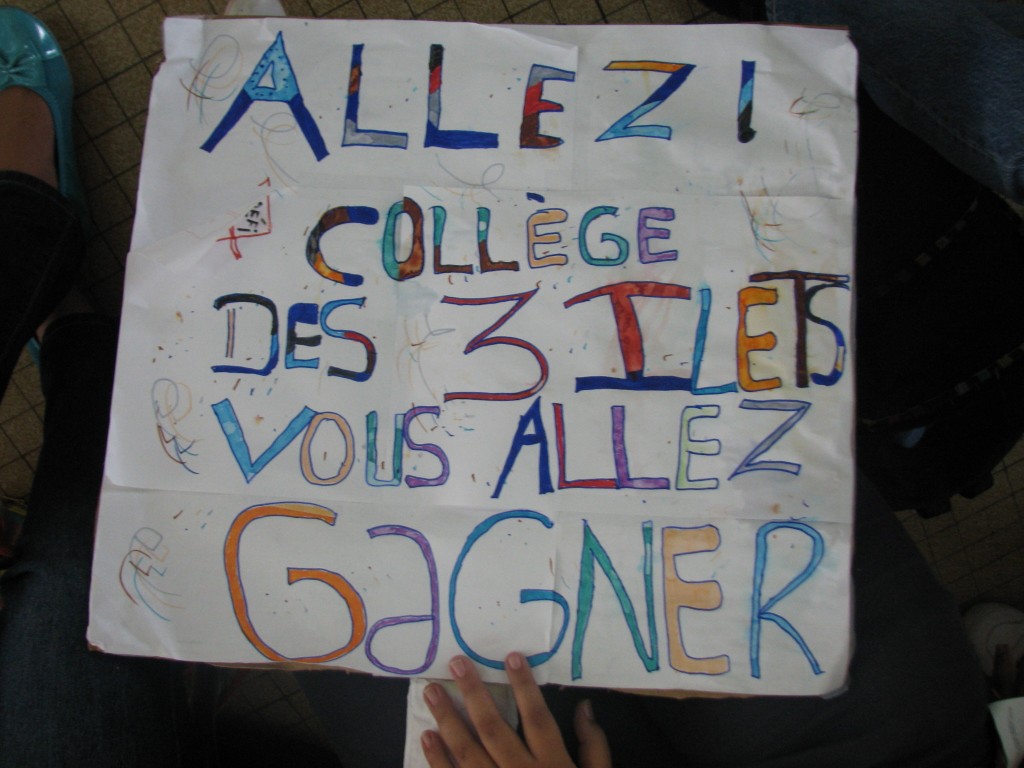 ALLEZ!
COLLÈGE
DES 3 ILETS
VOUS ALLEZ
GaGNER